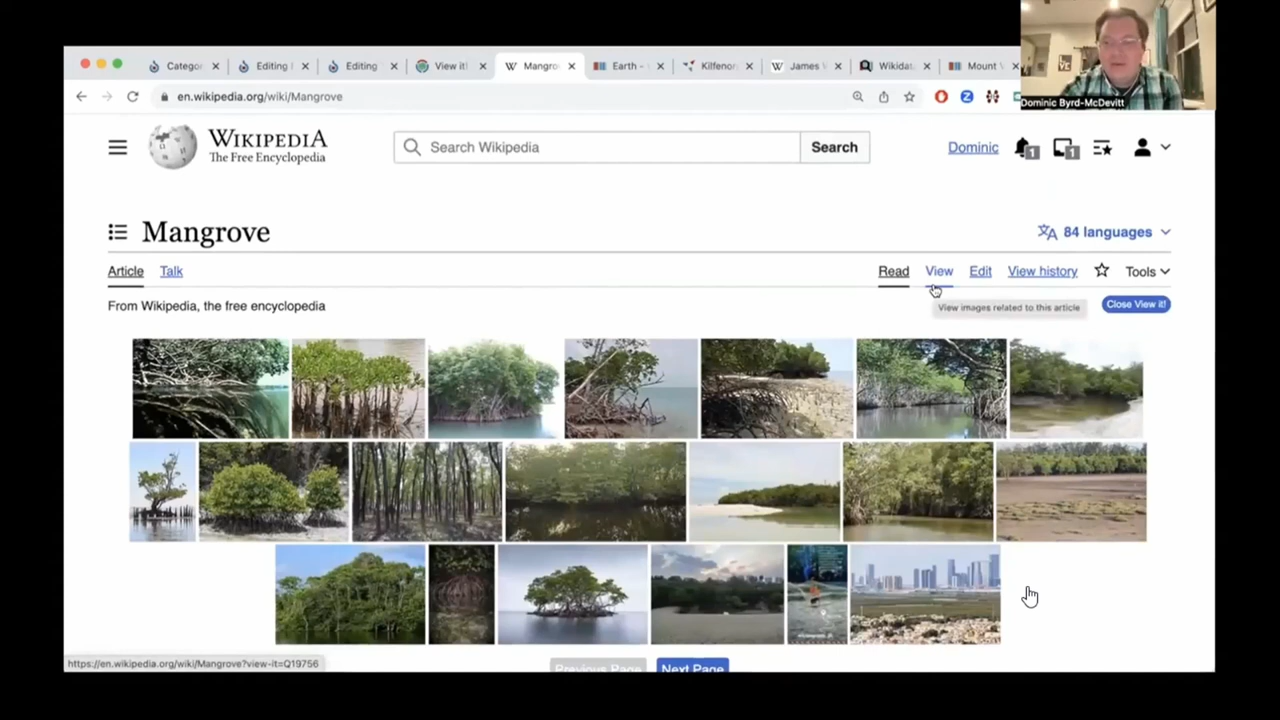 Categor
Editing
Editing
View it!
Mangro
Earth -
Kilfenor
James
Wikidat
Mount
Dominic Byrd-McDevitt
en.wikipedia.org/wiki/Mangrove
WIKIPEDIA
The Free Encyclopedia
Search Wikipedia
Search
Dominic
1
1
Mangrove
84 languages
Article
Talk
Read
View
Edit
View history
Tools
From Wikipedia, the free encyclopedia
View images related to this article
Close View it!
https://en.wikipedia.org/wiki/Mangrove?view-it=Q19756
Previous Page
Next Page